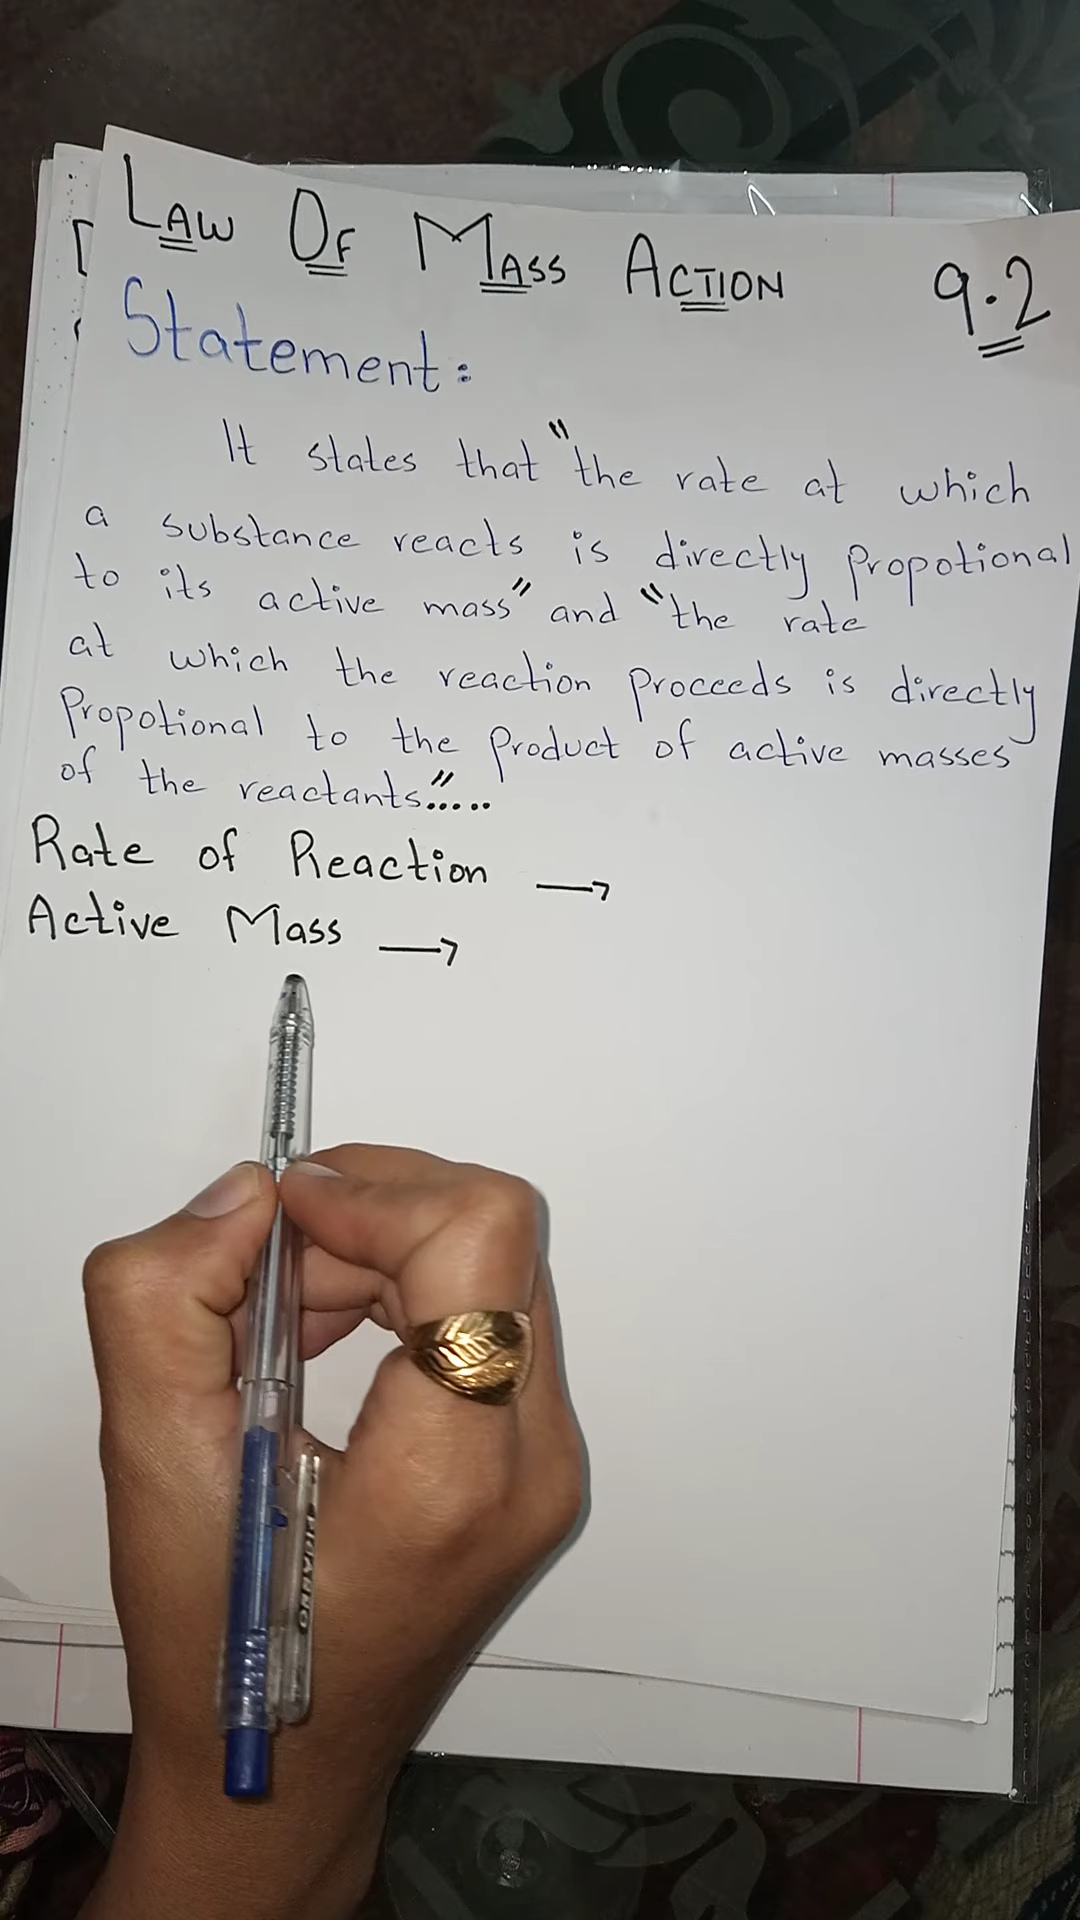 LAW OF MASS ACTION 9.2
Statement:
It states that "the rate at which
a substance reacts is directly propotional
to its active mass" and "the rate
at which the reaction proceeds is directly
Propotional to the product of active masses
of the reactants".....
Rate of Reaction →
Active Mass →
PICASSO